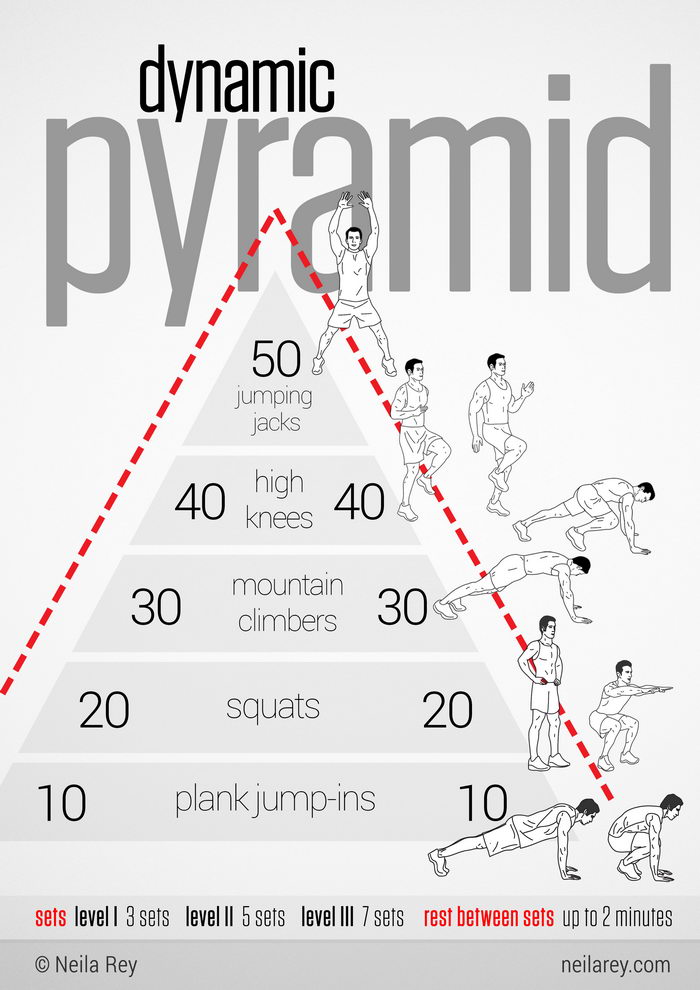 dynamic
pyramid
50
jumping
jacks
40 high knees 40
30 mountain climbers 30
20 squats 20
10 plank jump-ins 10
sets level I 3 sets level II 5 sets level III 7 sets rest between sets up to 2 minutes
© Neila Rey neilarey.com